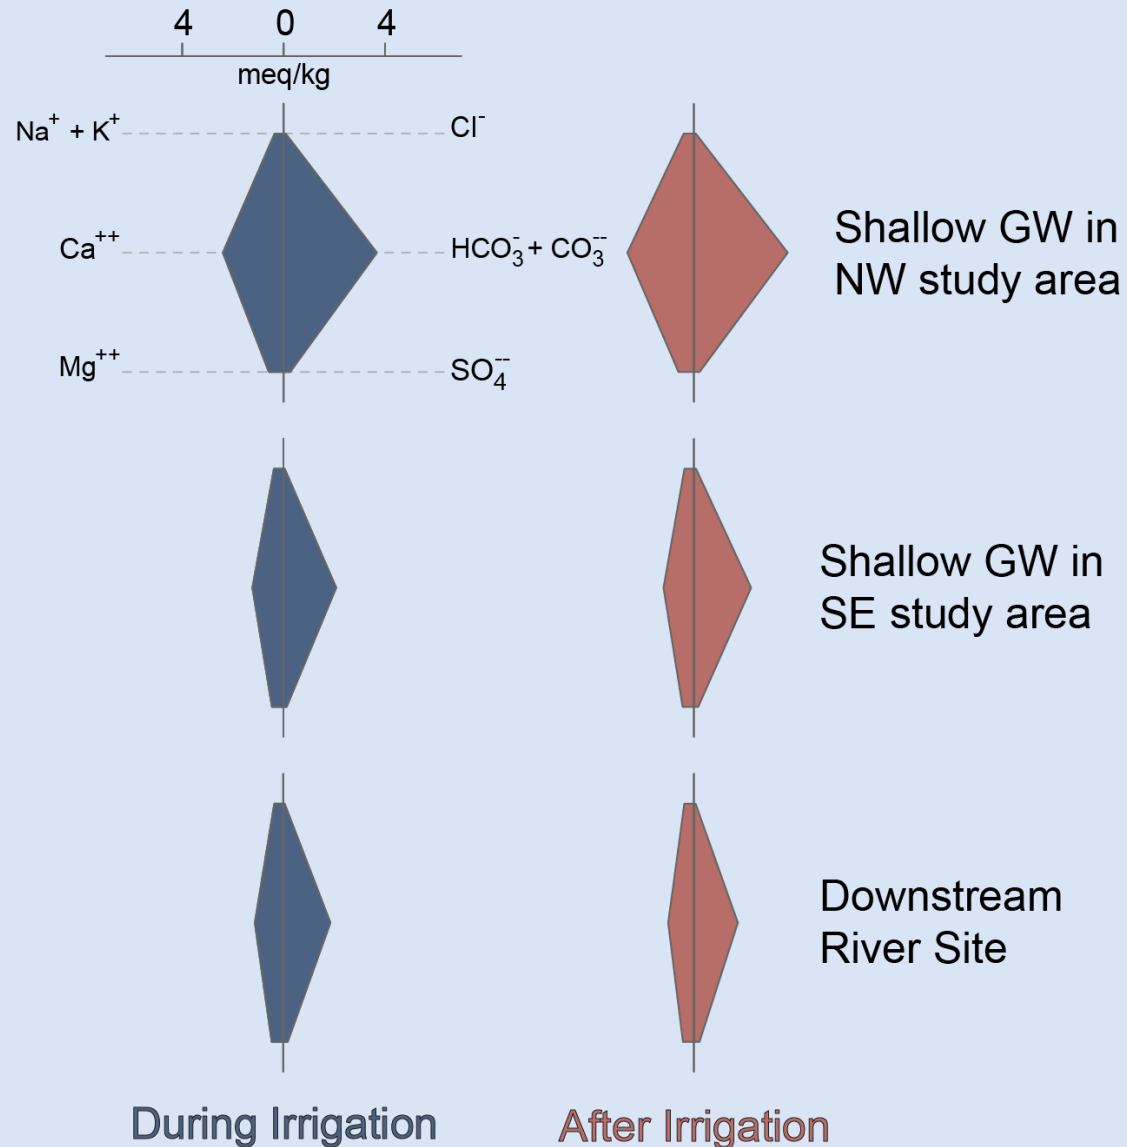 4 0 4
meq/kg
Na⁺ + K⁺
Cl⁻
Ca⁺⁺
HCO₃⁻ + CO₃⁻⁻
Mg⁺⁺
SO₄⁻⁻
Shallow GW in
NW study area
Shallow GW in
SE study area
Downstream
River Site
During Irrigation
After Irrigation